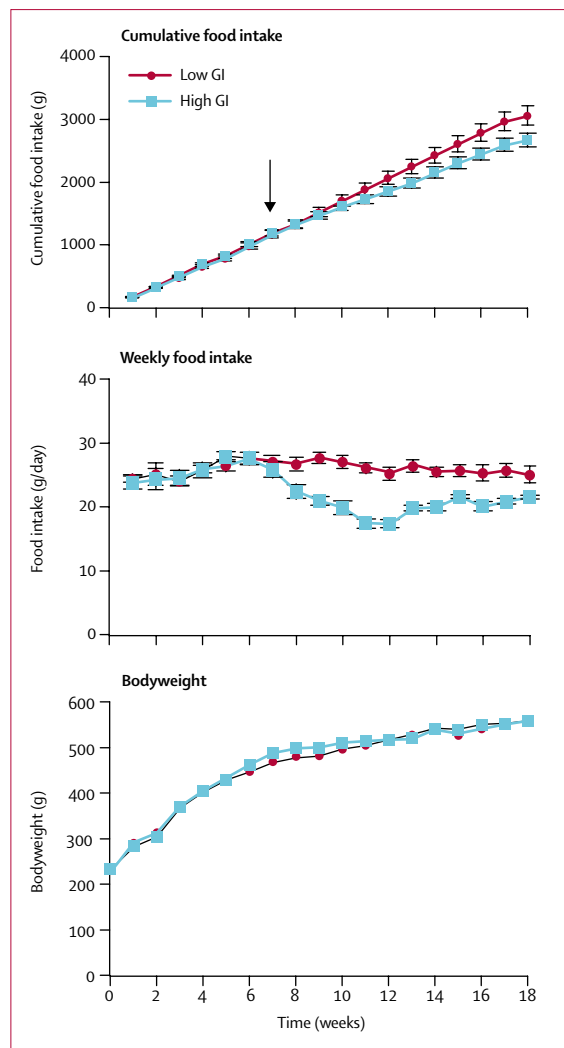 Cumulative food intake
Low GI
High GI
Cumulative food intake (g)
4000
3000
2000
1000
0
Weekly food intake
Food intake (g/day)
40
30
20
10
0
Bodyweight
Bodyweight (g)
600
500
400
300
200
100
0
0 2 4 6 8 10 12 14 16 18
Time (weeks)